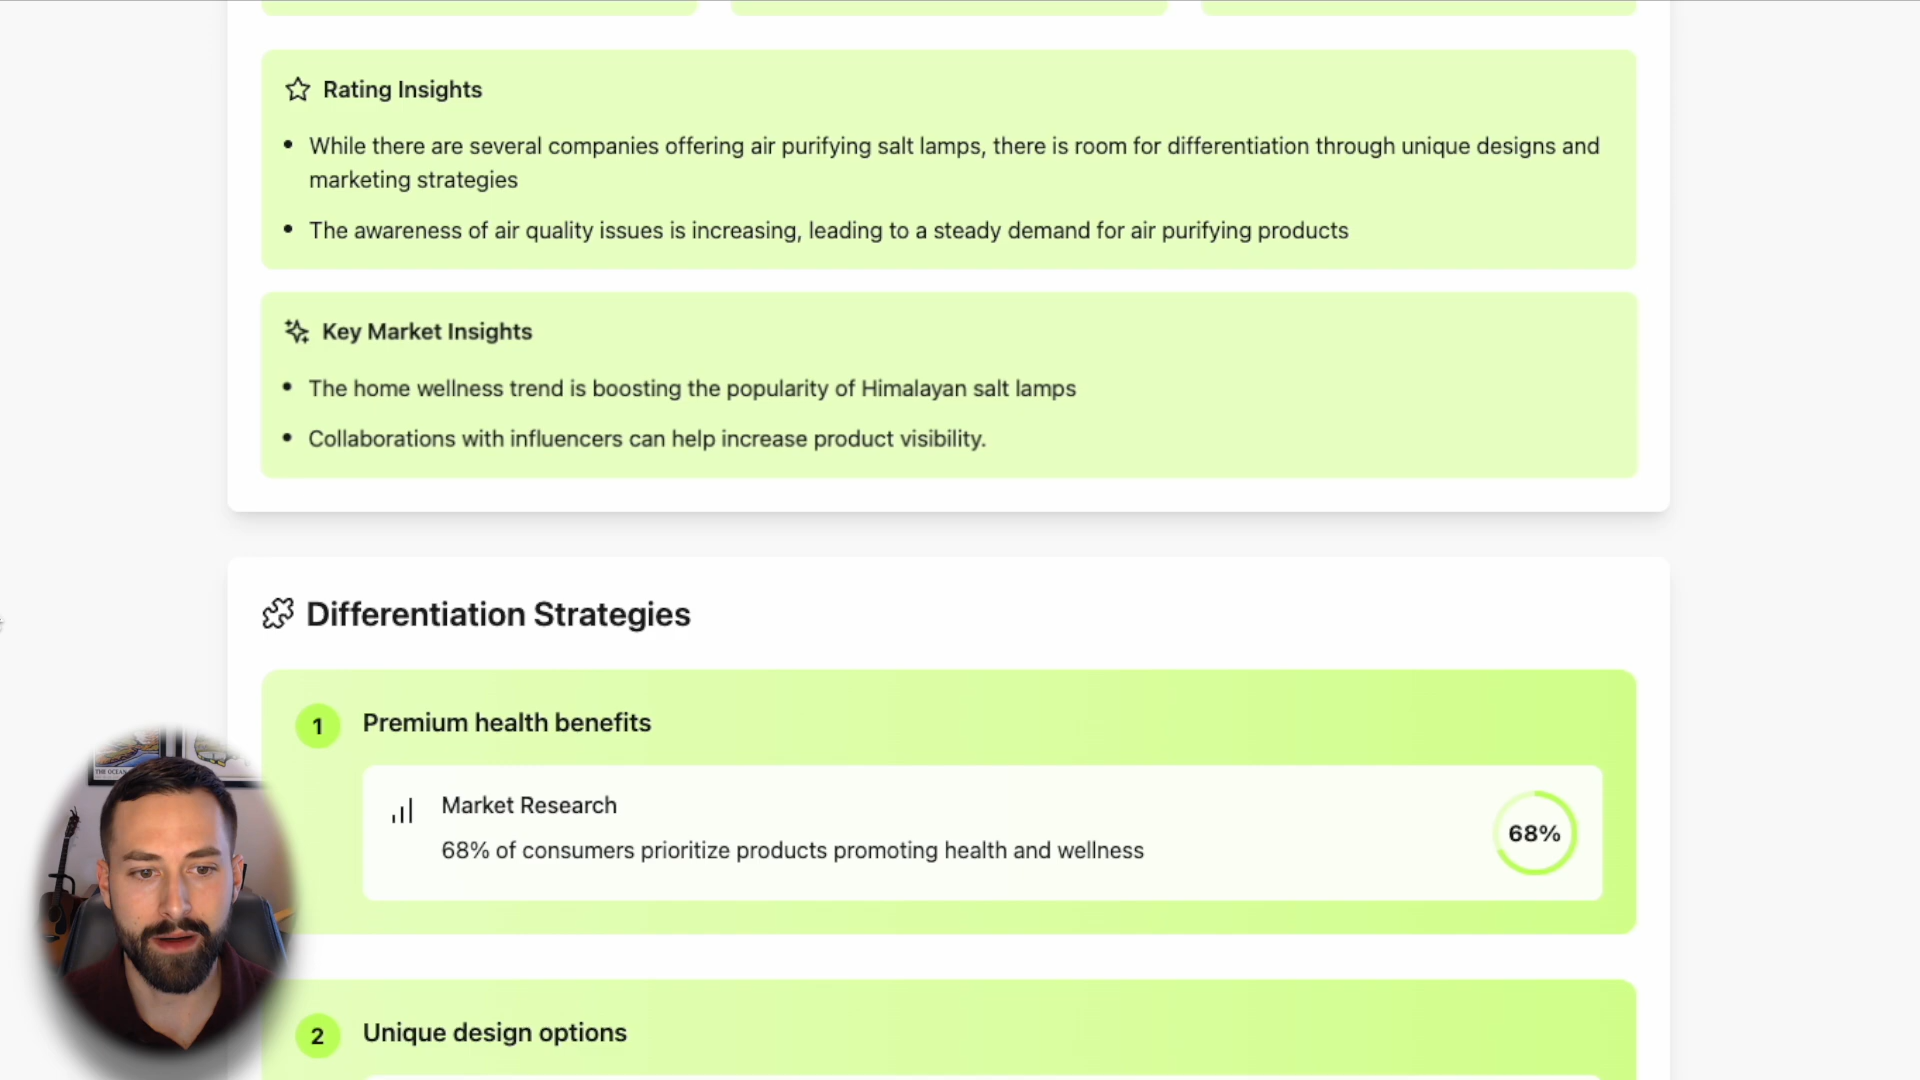 Rating Insights
While there are several companies offering air purifying salt lamps, there is room for differentiation through unique designs and
marketing strategies
The awareness of air quality issues is increasing, leading to a steady demand for air purifying products
Key Market Insights
The home wellness trend is boosting the popularity of Himalayan salt lamps
Collaborations with influencers can help increase product visibility.
Differentiation Strategies
1 Premium health benefits
Market Research
68% of consumers prioritize products promoting health and wellness
68%
THE OCEAN
2 Unique design options